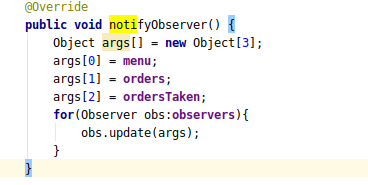 @Override
public void notifyObserver() {
    Object args[] = new Object[3];
    args[0] = menu;
    args[1] = orders;
    args[2] = ordersTaken;
    for(Observer obs:observers){
        obs.update(args);
    }
}